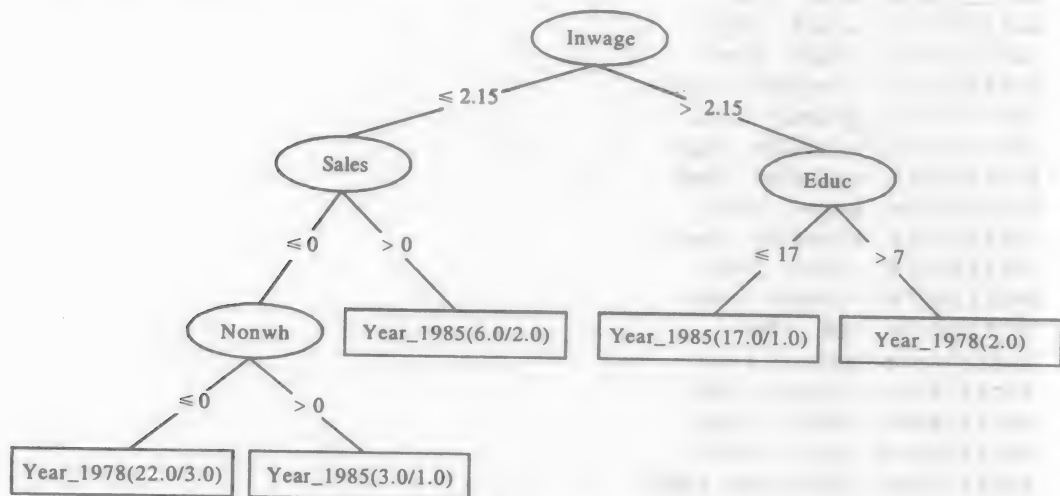 Inwage
≤ 2.15
> 2.15
Sales
Educ
≤ 0
> 0
≤ 17
> 7
Nonwh
Year_1985(6.0/2.0)
Year_1985(17.0/1.0)
Year_1978(2.0)
≤ 0
> 0
Year_1978(22.0/3.0)
Year_1985(3.0/1.0)